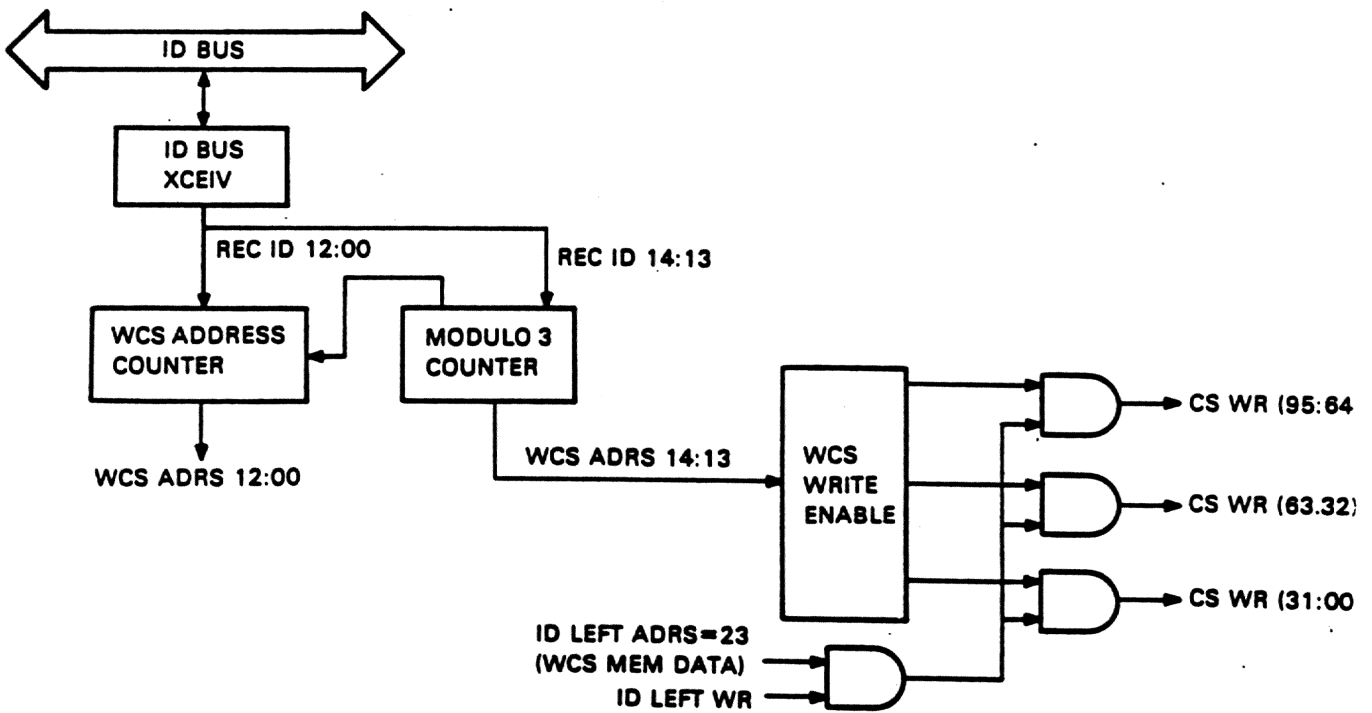 ID BUS
ID BUS
XCEIV
REC ID 12:00
REC ID 14:13
WCS ADDRESS
COUNTER
MODULO 3
COUNTER
WCS ADRS 12:00
WCS ADRS 14:13
WCS
WRITE
ENABLE
CS WR (95:64
CS WR (63.32)
CS WR (31:00
ID LEFT ADRS=23
(WCS MEM DATA)
ID LEFT WR